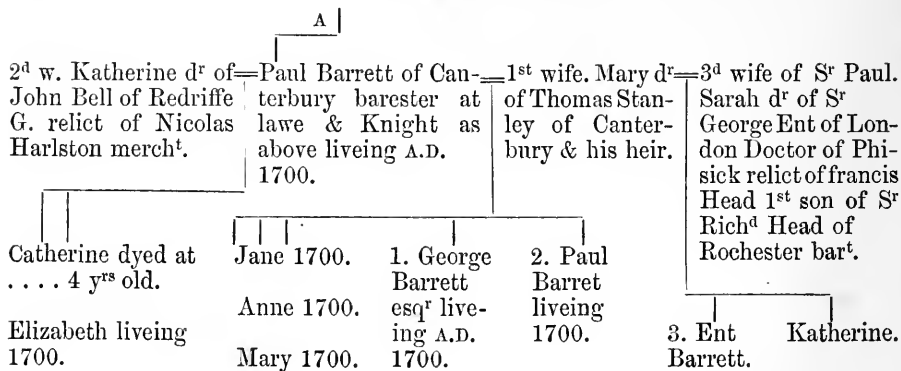 A
2ᵈ w. Katherine dʳ of
John Bell of Redriffe
G. relict of Nicolas
Harlston merchᵗ.
=Paul Barrett of Can-
terbury barester at
lawe & Knight as
above liveing A.D.
1700.
=1ˢᵗ wife. Mary dʳ
of Thomas Stan-
ley of Canter-
bury & his heir.
=3ᵈ wife of Sʳ Paul.
Sarah dʳ of Sʳ
George Ent of Lon-
don Doctor of Phi-
sick relict of francis
Head 1ˢᵗ son of Sʳ
Richᵈ Head of
Rochester barᵗ.
Catherine dyed at
. . . . 4 yʳˢ old.
Elizabeth liveing
1700.
Jane 1700.
Anne 1700.
Mary 1700.
1. George
Barrett
esqʳ live-
ing A.D.
1700.
2. Paul
Barret
liveing
1700.
3. Ent
Barrett.
Katherine.